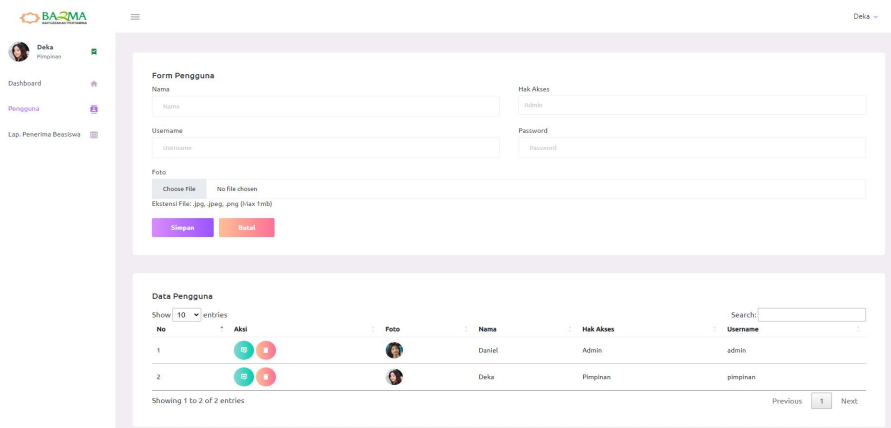 BARMA
Deka
Deka
Pimpinan
Dashboard
Pengguna
Lap. Penerima Beasiswa
Form Pengguna
Nama Hak Akses
Nama Admin
Username Password
Username Password
Foto
Choose File No file chosen
Ekstensi File: .jpg, .jpeg, .png (Max 1mb)
Simpan Batal
Data Pengguna
Show 10 entries Search:
No Aksi Foto Nama Hak Akses Username
1 Daniel Admin admin
2 Deka Pimpinan pimpinan
Showing 1 to 2 of 2 entries Previous 1 Next